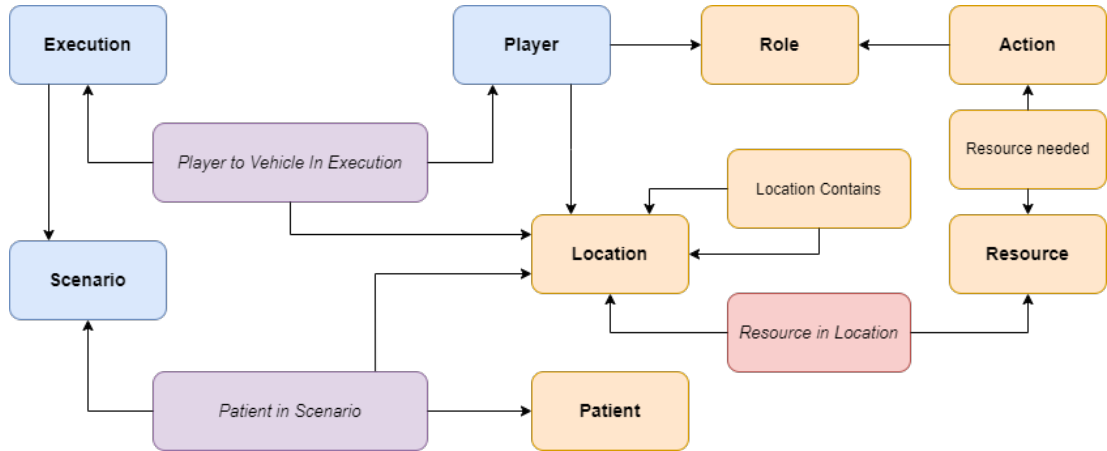 Execution
Player
Role
Action
Player to Vehicle In Execution
Resource needed
Location Contains
Location
Resource
Scenario
Resource in Location
Patient in Scenario
Patient